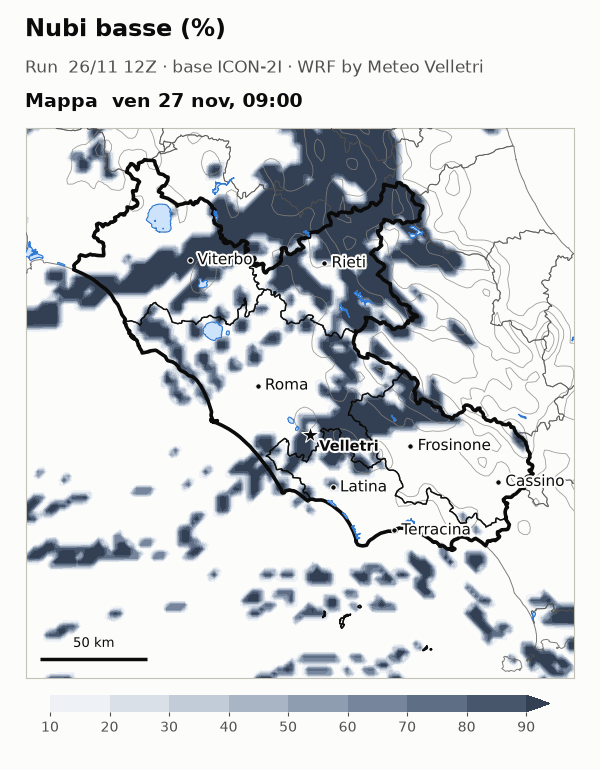 Nubi basse (%)
Run 26/11 12Z · base ICON-2I · WRF by Meteo Velletri
Mappa ven 27 nov, 09:00
Viterbo
Rieti
Roma
Velletri
Frosinone
Cassino
Latina
Terracina
50 km
10 20 30 40 50 60 70 80 90